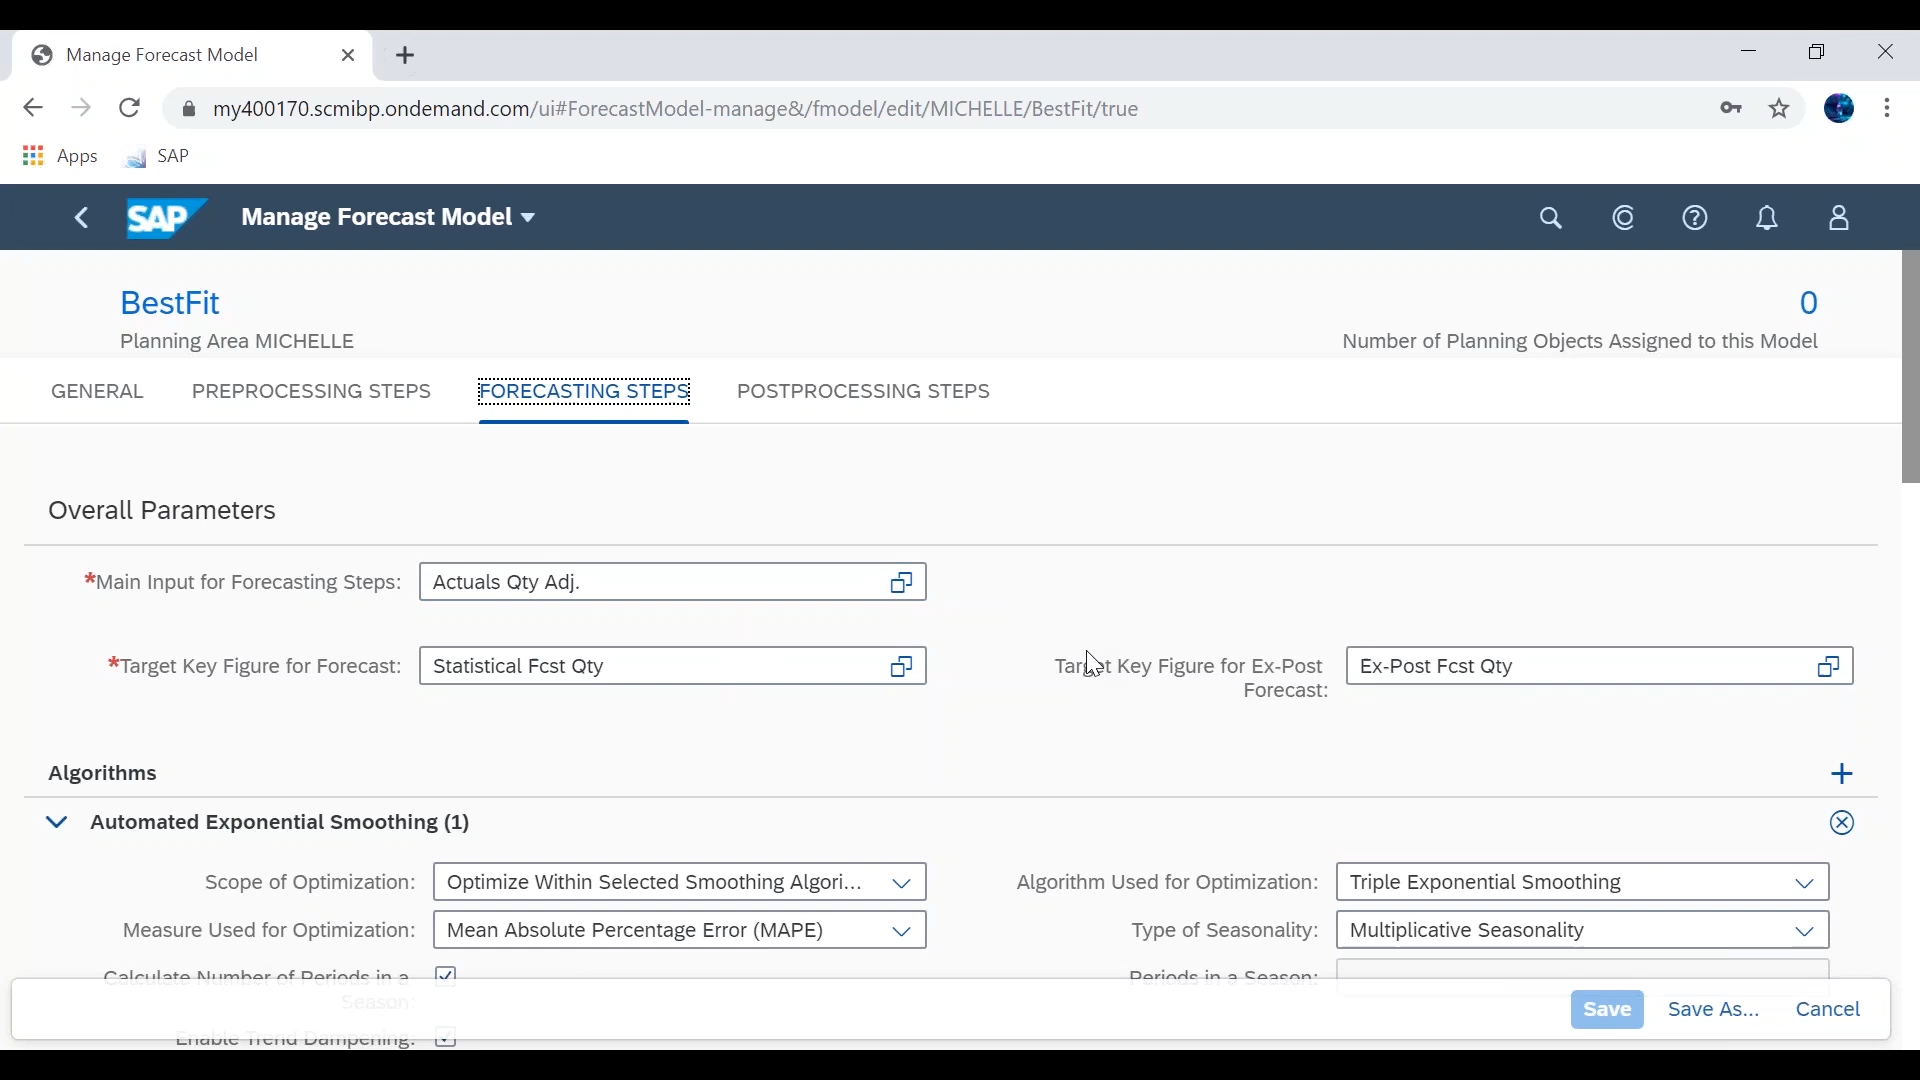 Manage Forecast Model
my400170.scmibp.ondemand.com/ui#ForecastModel-manage&/fmodel/edit/MICHELLE/BestFit/true
Apps SAP
SAP Manage Forecast Model
BestFit 0
Planning Area MICHELLE Number of Planning Objects Assigned to this Model
GENERAL PREPROCESSING STEPS FORECASTING STEPS POSTPROCESSING STEPS
Overall Parameters
*Main Input for Forecasting Steps: Actuals Qty Adj.
*Target Key Figure for Forecast: Statistical Fcst Qty Target Key Figure for Ex-Post Ex-Post Fcst Qty
Forecast:
Algorithms
Automated Exponential Smoothing (1)
Scope of Optimization: Optimize Within Selected Smoothing Algori... Algorithm Used for Optimization: Triple Exponential Smoothing
Measure Used for Optimization: Mean Absolute Percentage Error (MAPE) Type of Seasonality: Multiplicative Seasonality
Calculate Number of Periods in a Periods in a Season:
Season:
Save Save As... Cancel
Enable Trend Dampening: